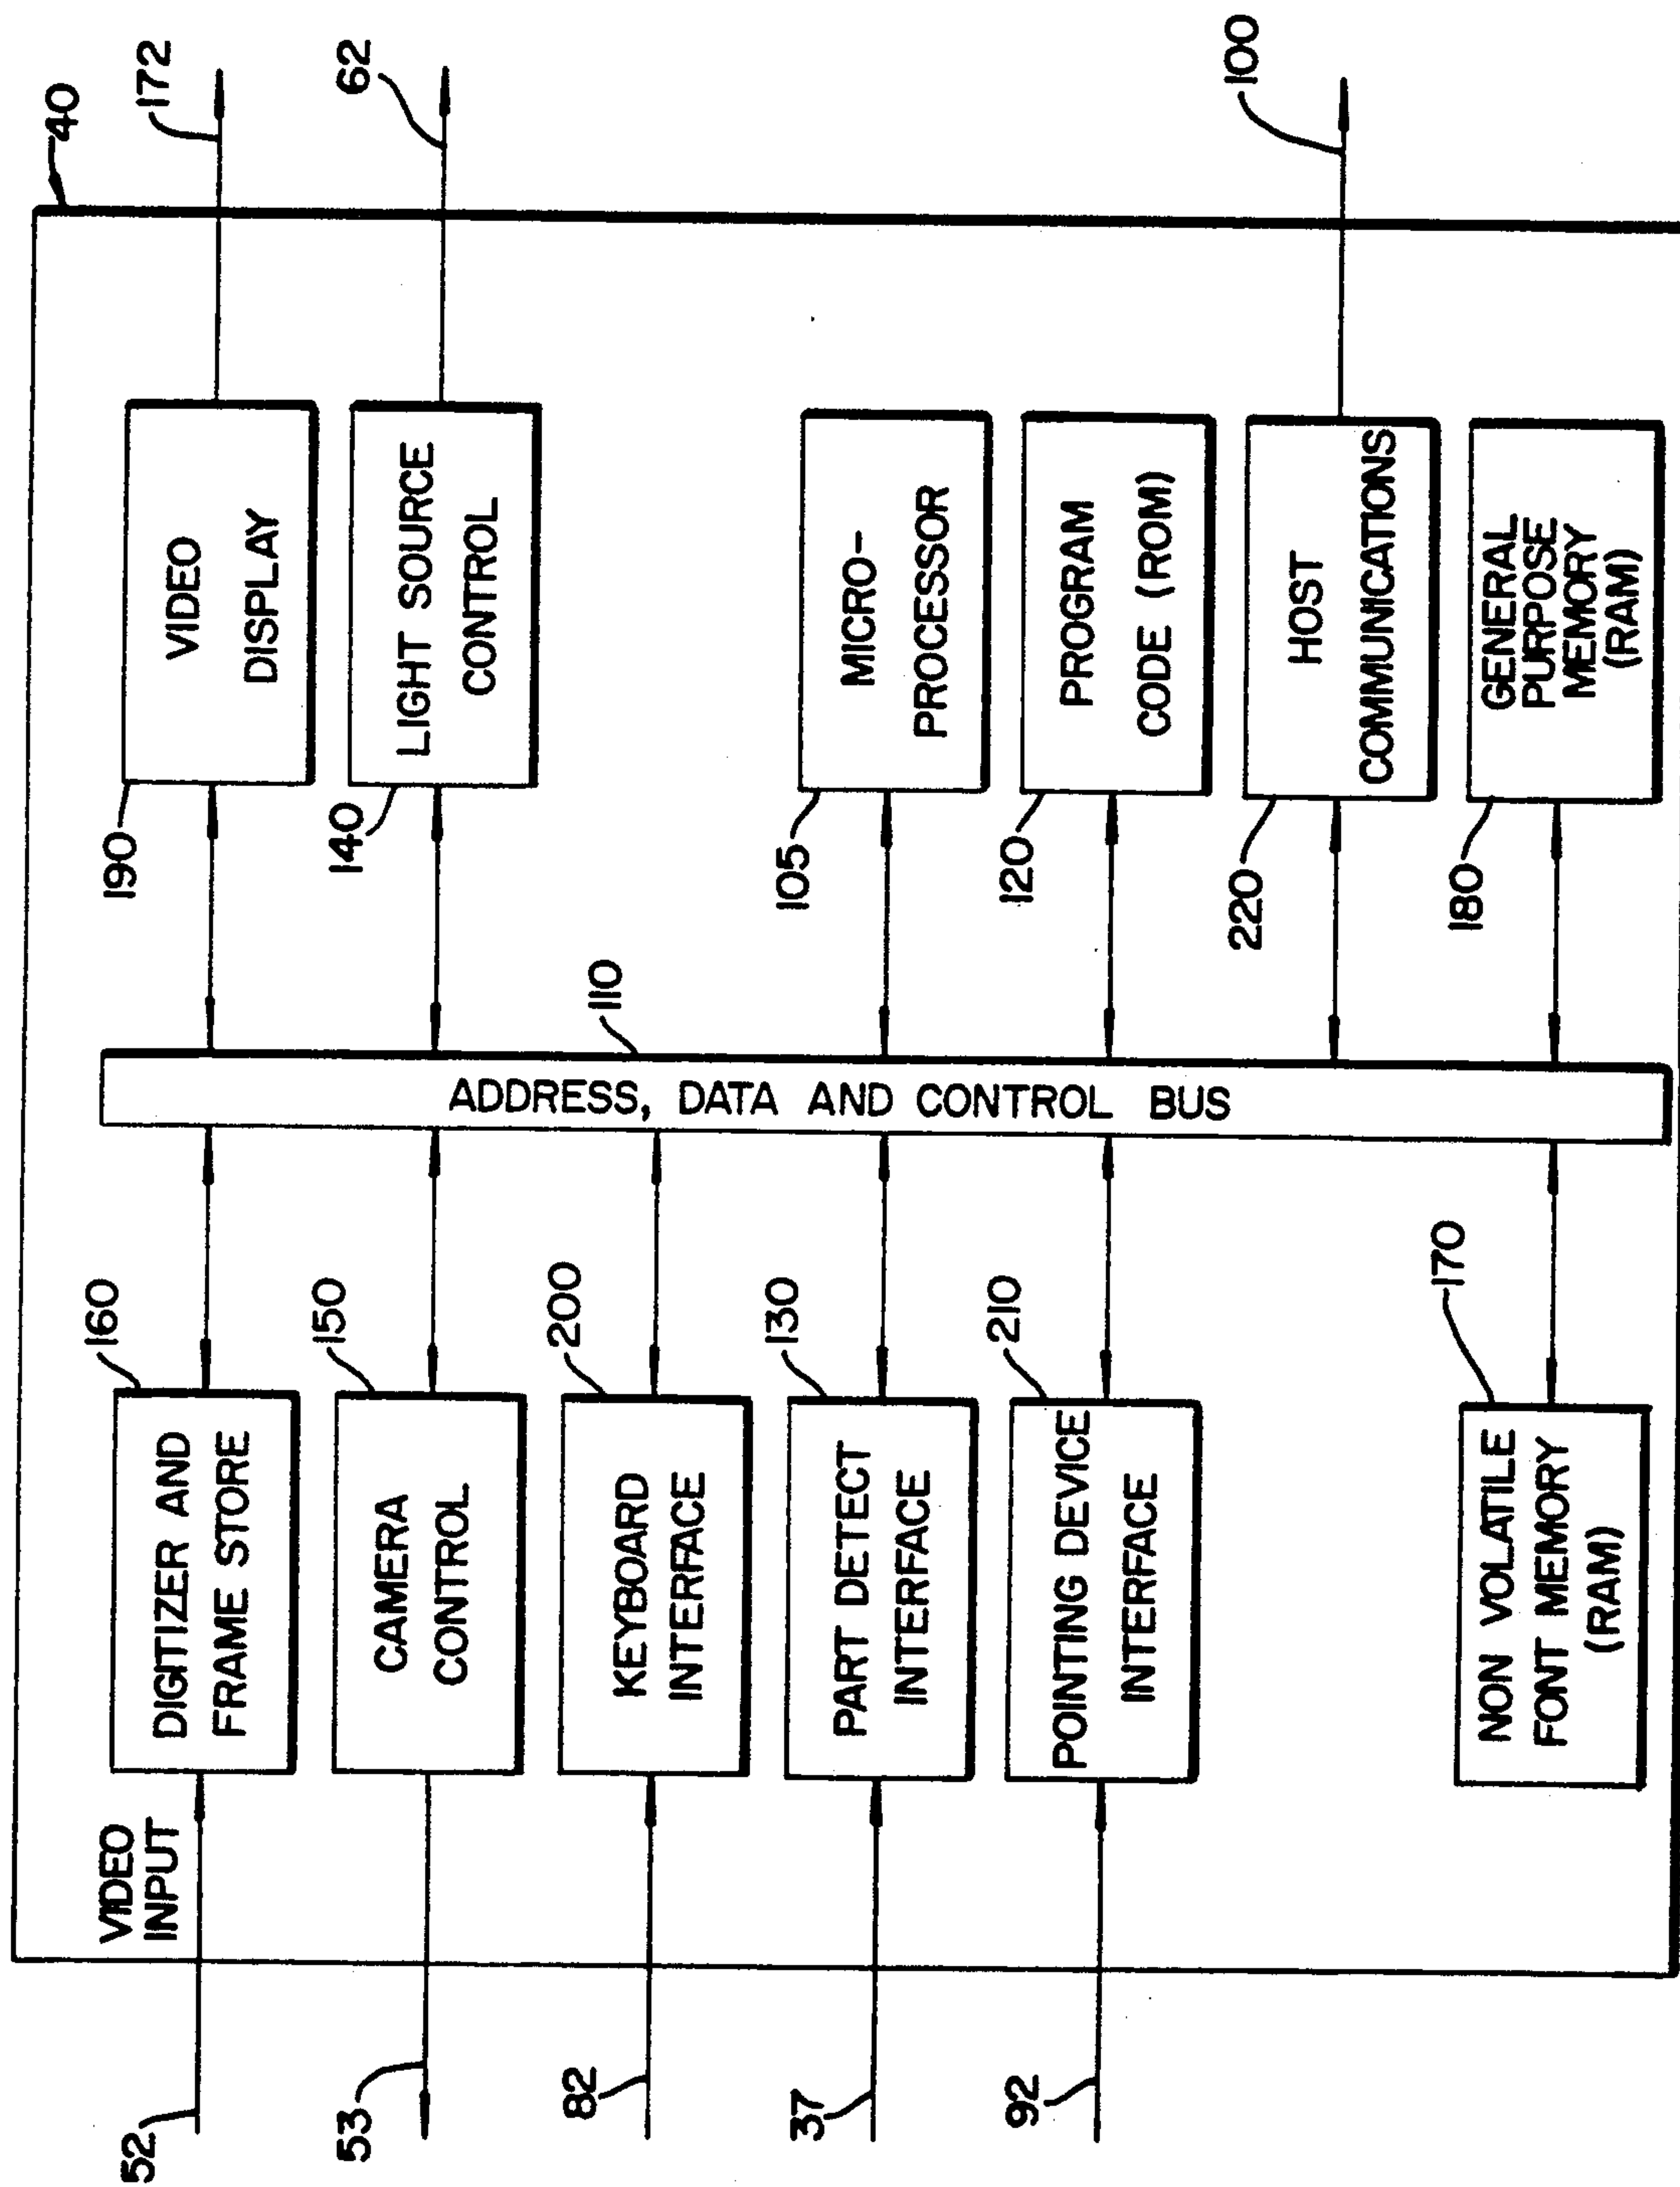 40
VIDEO
INPUT
52
DIGITIZER AND
FRAME STORE
160
53
CAMERA
CONTROL
150
82
KEYBOARD
INTERFACE
200
37
PART DETECT
INTERFACE
130
92
POINTING DEVICE
INTERFACE
210
NON VOLATILE
FONT MEMORY
(RAM)
170
ADDRESS, DATA AND CONTROL BUS
110
190
VIDEO
DISPLAY
172
140
LIGHT SOURCE
CONTROL
62
105
MICRO-
PROCESSOR
120
PROGRAM
CODE (ROM)
220
HOST
COMMUNICATIONS
100
180
GENERAL
PURPOSE
MEMORY
(RAM)